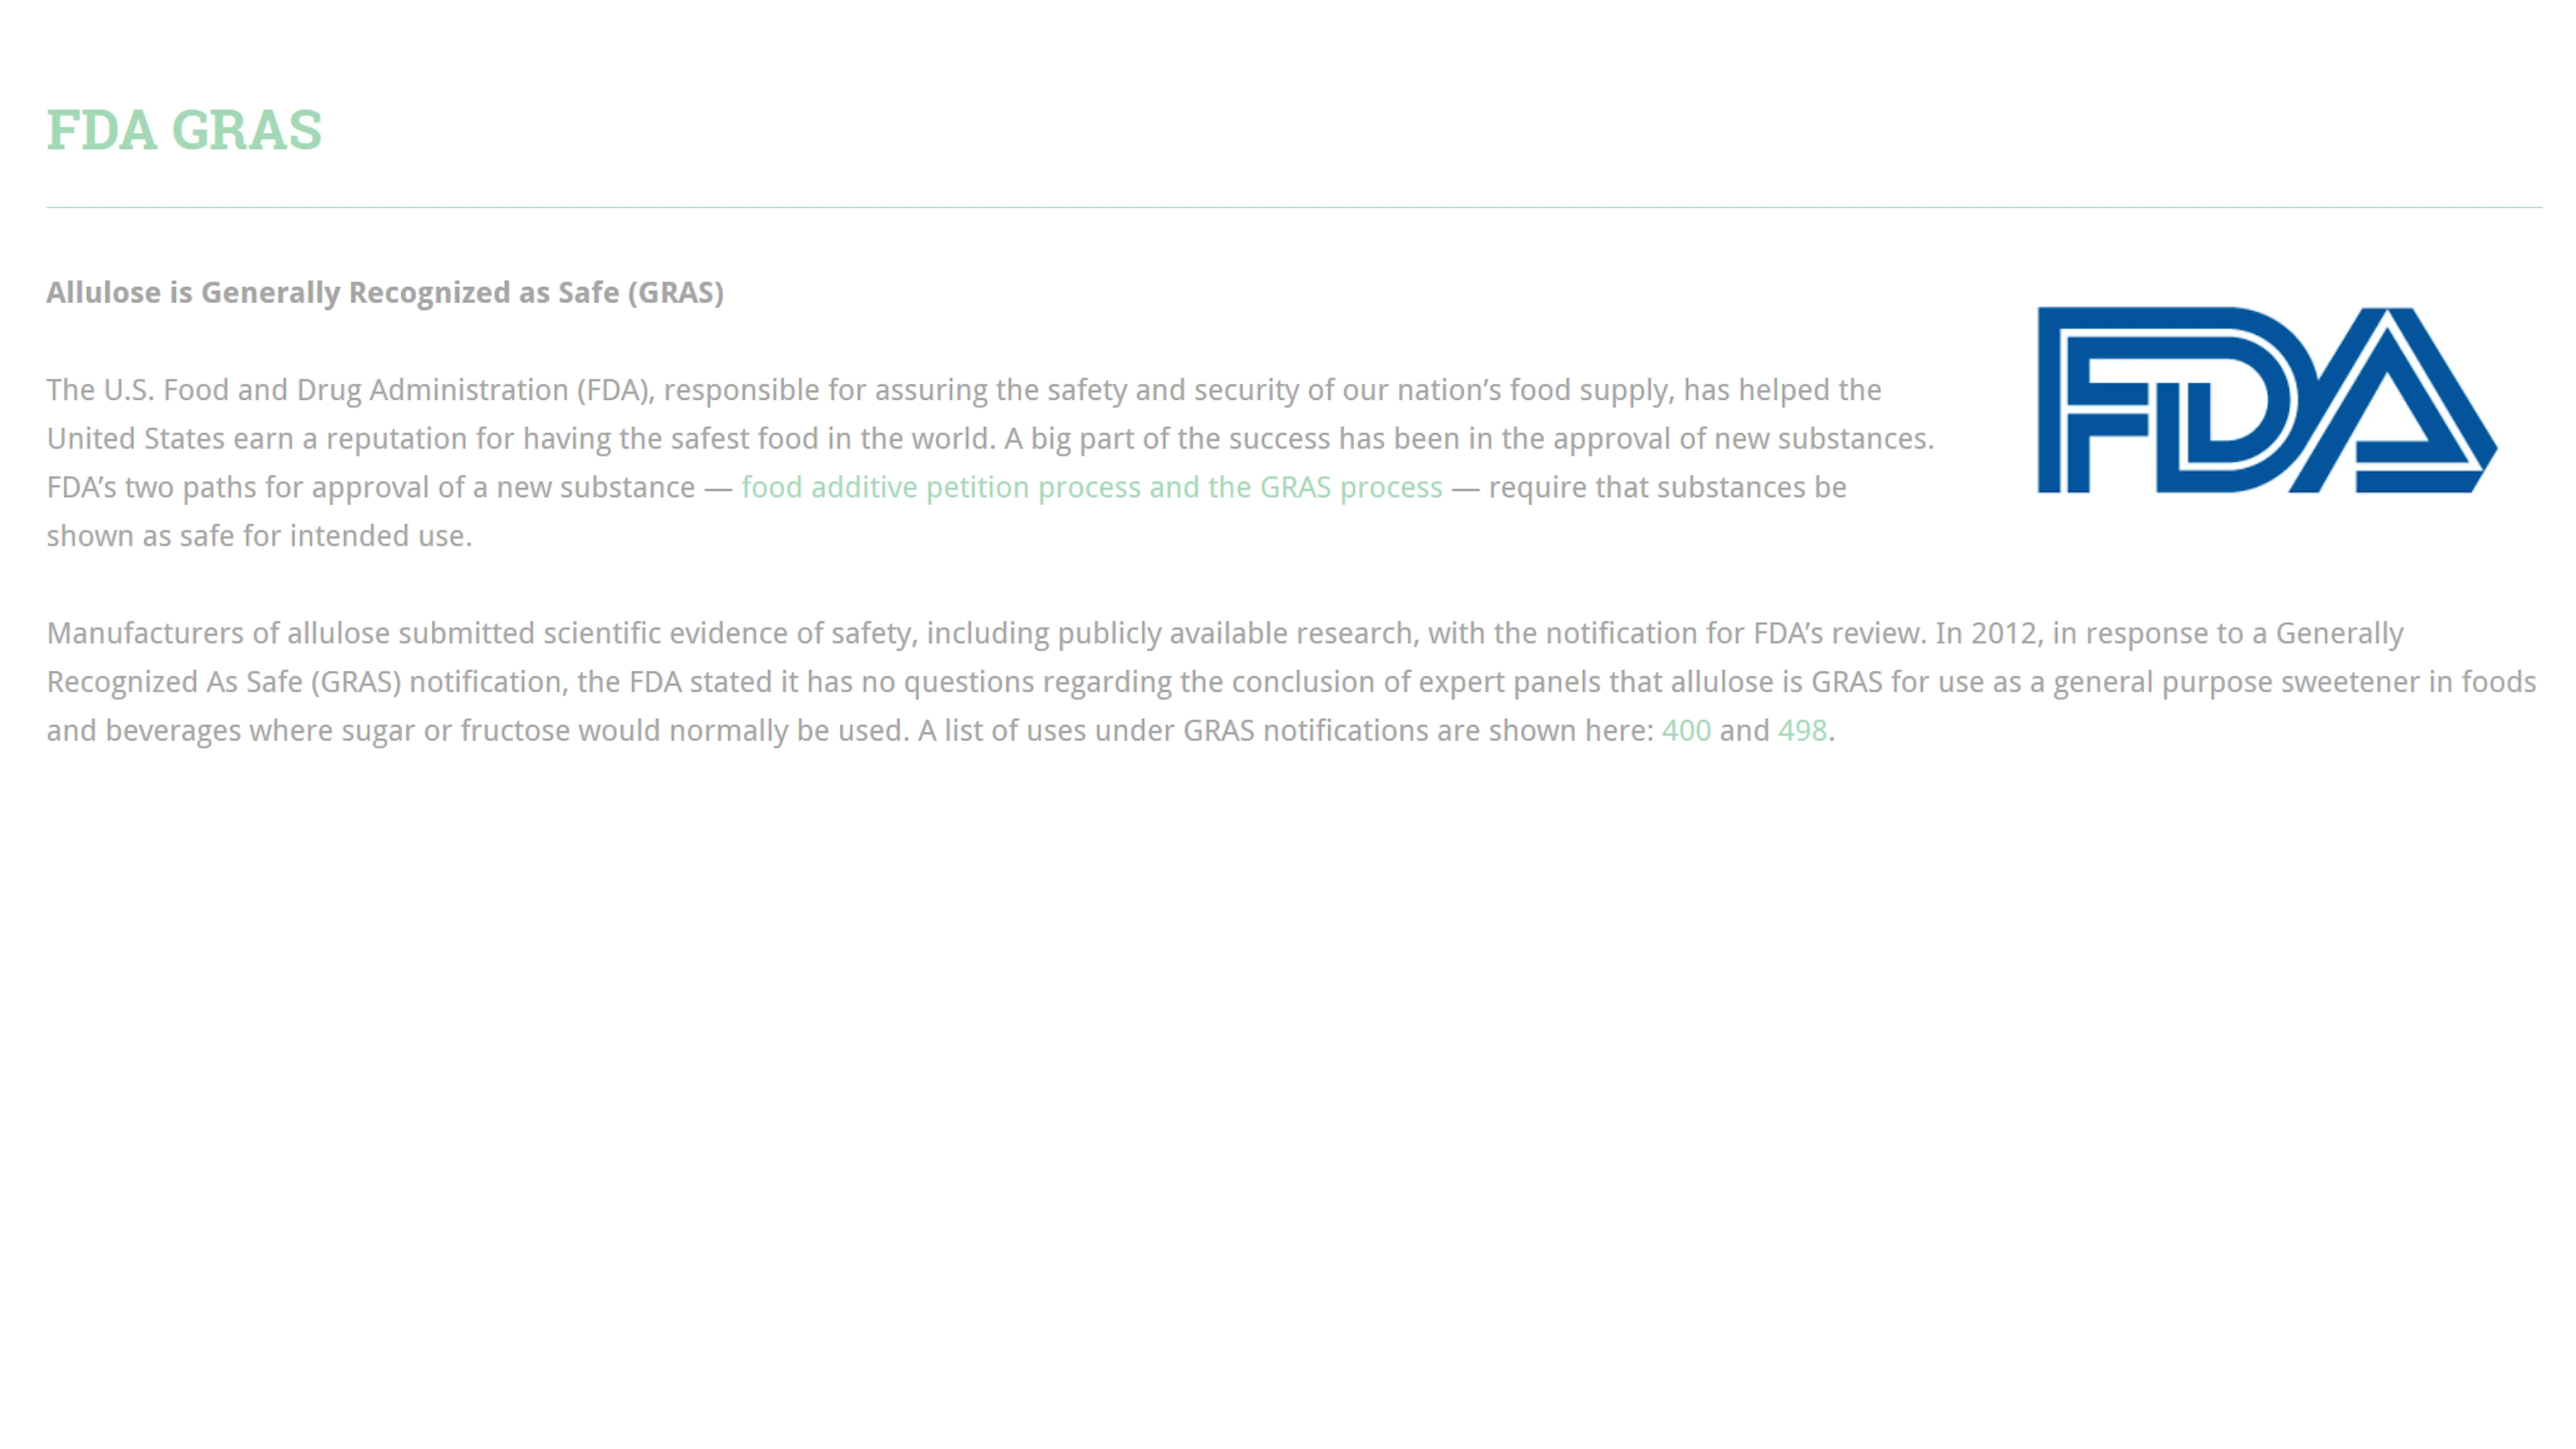 FDA GRAS
Allulose is Generally Recognized as Safe (GRAS)
FDA
The U.S. Food and Drug Administration (FDA), responsible for assuring the safety and security of our nation’s food supply, has helped the
United States earn a reputation for having the safest food in the world. A big part of the success has been in the approval of new substances.
FDA’s two paths for approval of a new substance — food additive petition process and the GRAS process — require that substances be
shown as safe for intended use.
Manufacturers of allulose submitted scientific evidence of safety, including publicly available research, with the notification for FDA’s review. In 2012, in response to a Generally
Recognized As Safe (GRAS) notification, the FDA stated it has no questions regarding the conclusion of expert panels that allulose is GRAS for use as a general purpose sweetener in foods
and beverages where sugar or fructose would normally be used. A list of uses under GRAS notifications are shown here: 400 and 498.